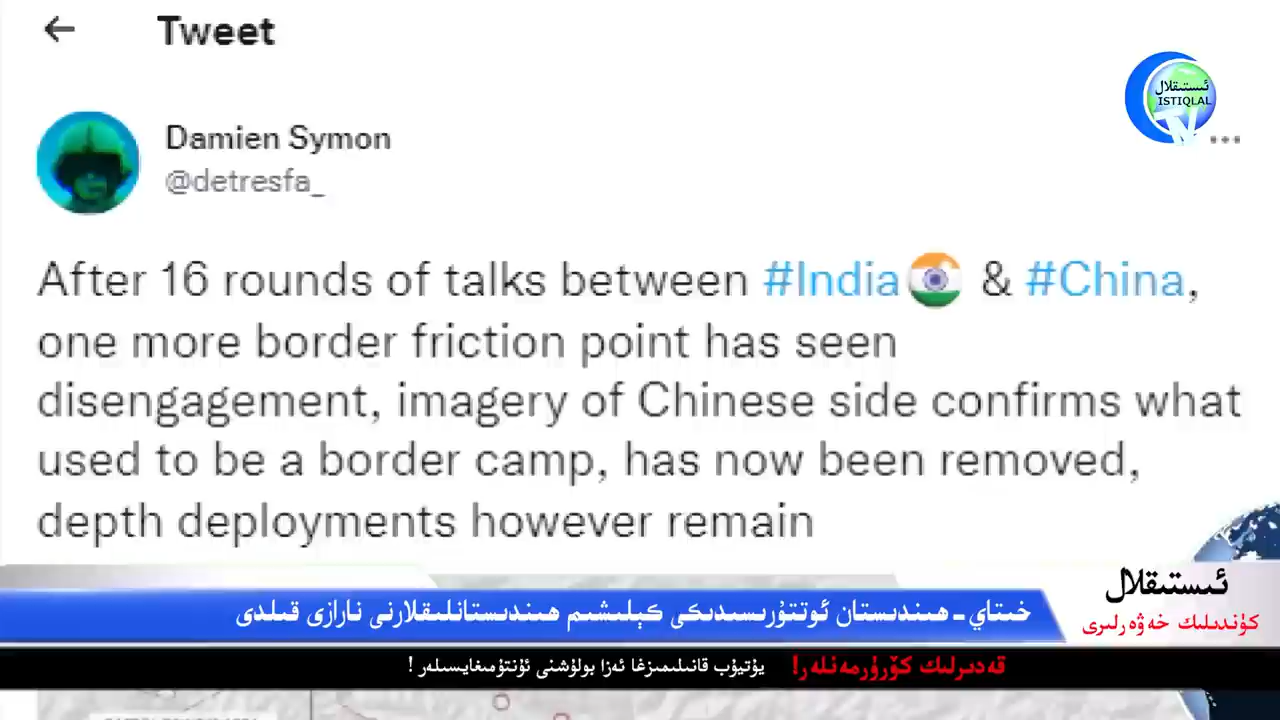 Tweet
ئىستىقلال
ISTIQLAL
TV
Damien Symon
@detresfa_
After 16 rounds of talks between #India & #China,
one more border friction point has seen
disengagement, imagery of Chinese side confirms what
used to be a border camp, has now been removed,
depth deployments however remain
ئىستىقلال
كۈندىلىك خەۋەرلىرى
خىتاي-ھىندىستان ئوتتۇرىسىدىكى كېلىشىم ھىندىستانلىقلارنى نارازى قىلدى
قەدىرلىك كۆرۈرمەنلەر! يۇتيۇب قانىلىمىزغا ئەزا بولۇشنى ئۇنتۇمىغايسىلەر !